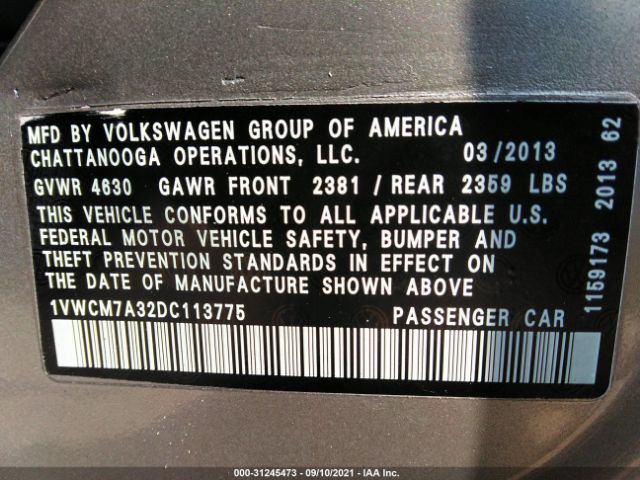 MFD BY VOLKSWAGEN GROUP OF AMERICA
CHATTANOOGA OPERATIONS, LLC. 03/2013
GVWR 4630 GAWR FRONT 2381 / REAR 2359 LBS
THIS VEHICLE CONFORMS TO ALL APPLICABLE U.S.
FEDERAL MOTOR VEHICLE SAFETY, BUMPER AND
THEFT PREVENTION STANDARDS IN EFFECT ON
THE DATE OF MANUFACTURE SHOWN ABOVE
1VWCM7A32DC113775 PASSENGER CAR
1159173 2013 62
000-31245473 - 09/10/2021 - IAA Inc.